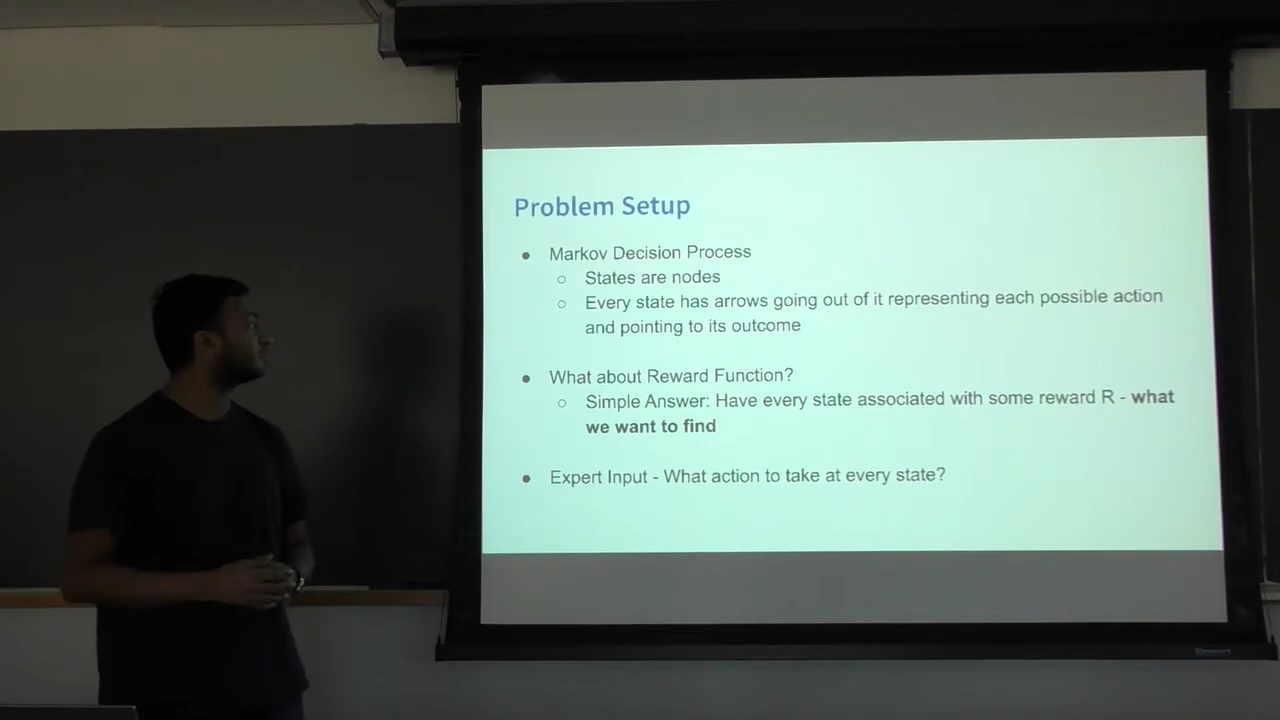 Problem Setup
● Markov Decision Process
○ States are nodes
○ Every state has arrows going out of it representing each possible action
and pointing to its outcome
● What about Reward Function?
○ Simple Answer: Have every state associated with some reward R - what
we want to find
● Expert Input - What action to take at every state?